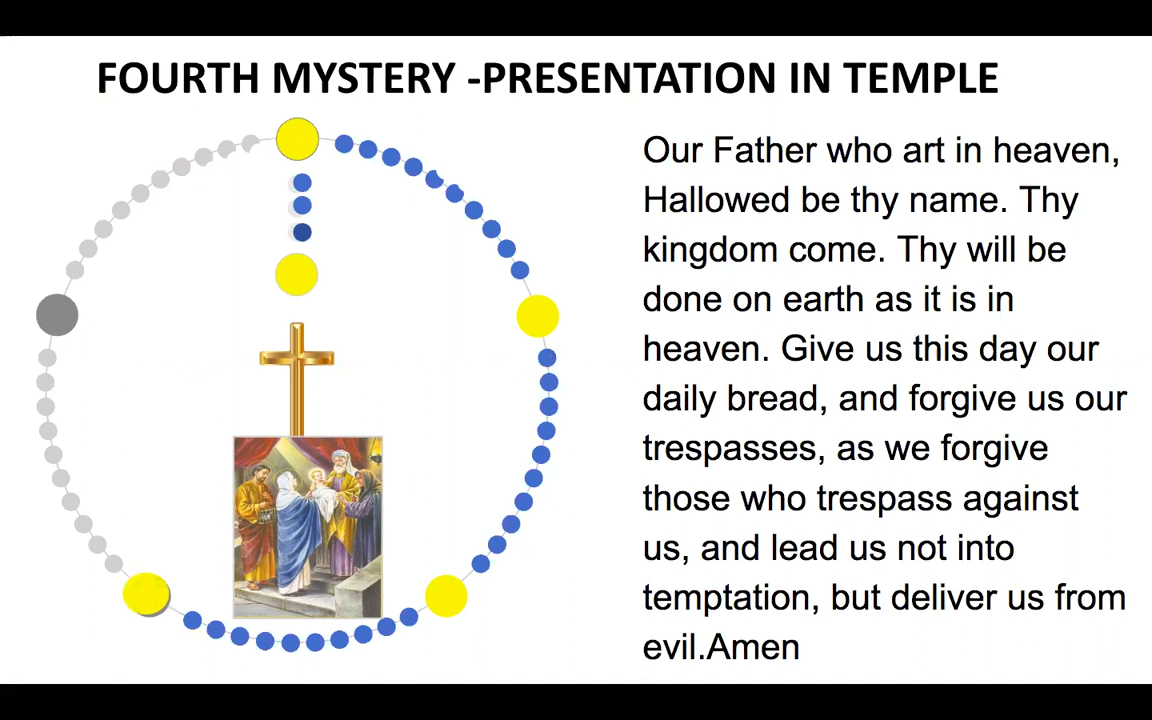 FOURTH MYSTERY -PRESENTATION IN TEMPLE
Our Father who art in heaven,
Hallowed be thy name. Thy
kingdom come. Thy will be
done on earth as it is in
heaven. Give us this day our
daily bread, and forgive us our
trespasses, as we forgive
those who trespass against
us, and lead us not into
temptation, but deliver us from
evil.Amen